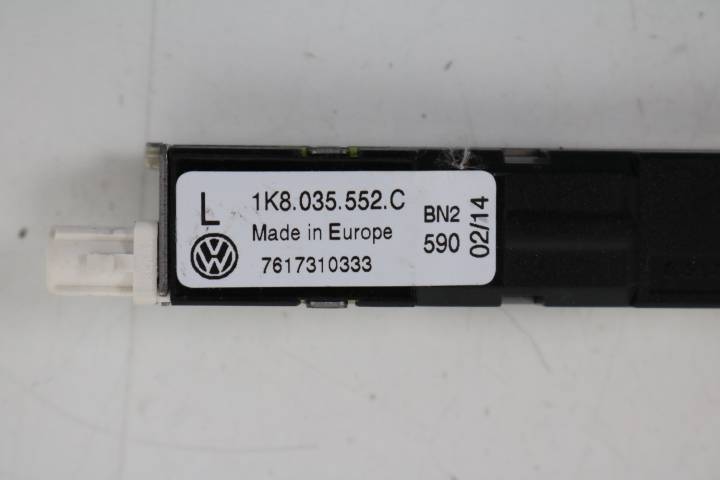 L
1K8.035.552.C
Made in Europe
7617310333
BN2
590
02/14